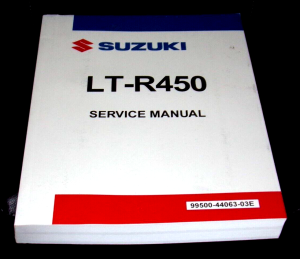 SUZUKI
LT-R450
SERVICE MANUAL
99500-44063-03E